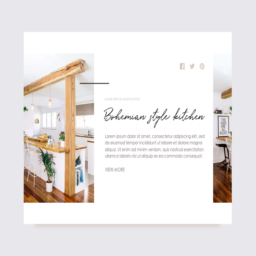 Bohemian style kitchen
Lorem ipsum dolor sit amet, consectetur adipiscing elit, sed
do eiusmod tempor incididunt ut labore et dolore magna
aliqua. Ut enim ad minim veniam, quis nostrud exercitation
ullamco laboris nisi ut aliquip ex ea commodo consequat.
VIEW MORE